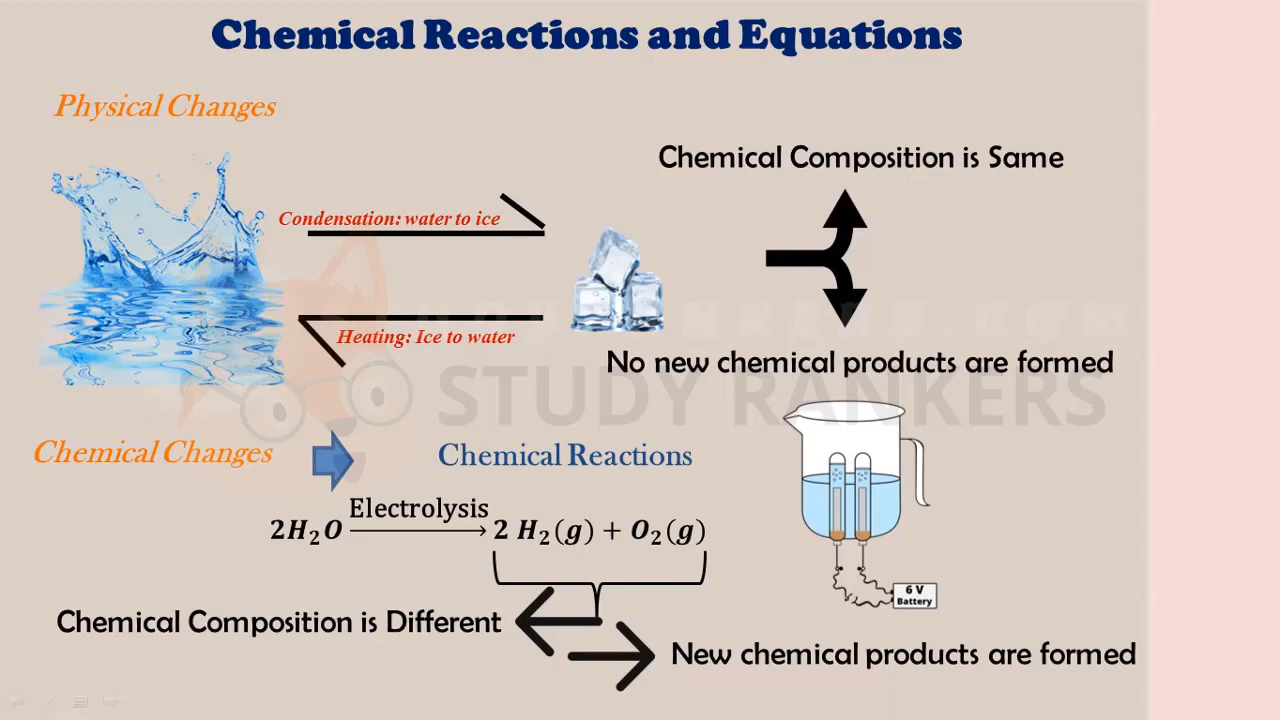 Chemical Reactions and Equations
Physical Changes
Chemical Composition is Same
Condensation: water to ice
Heating: Ice to water
No new chemical products are formed
STUDY RANKERS
Chemical Changes
Chemical Reactions
Electrolysis
2H₂O → 2 H₂(g) + O₂(g)
6 V
Battery
Chemical Composition is Different
New chemical products are formed